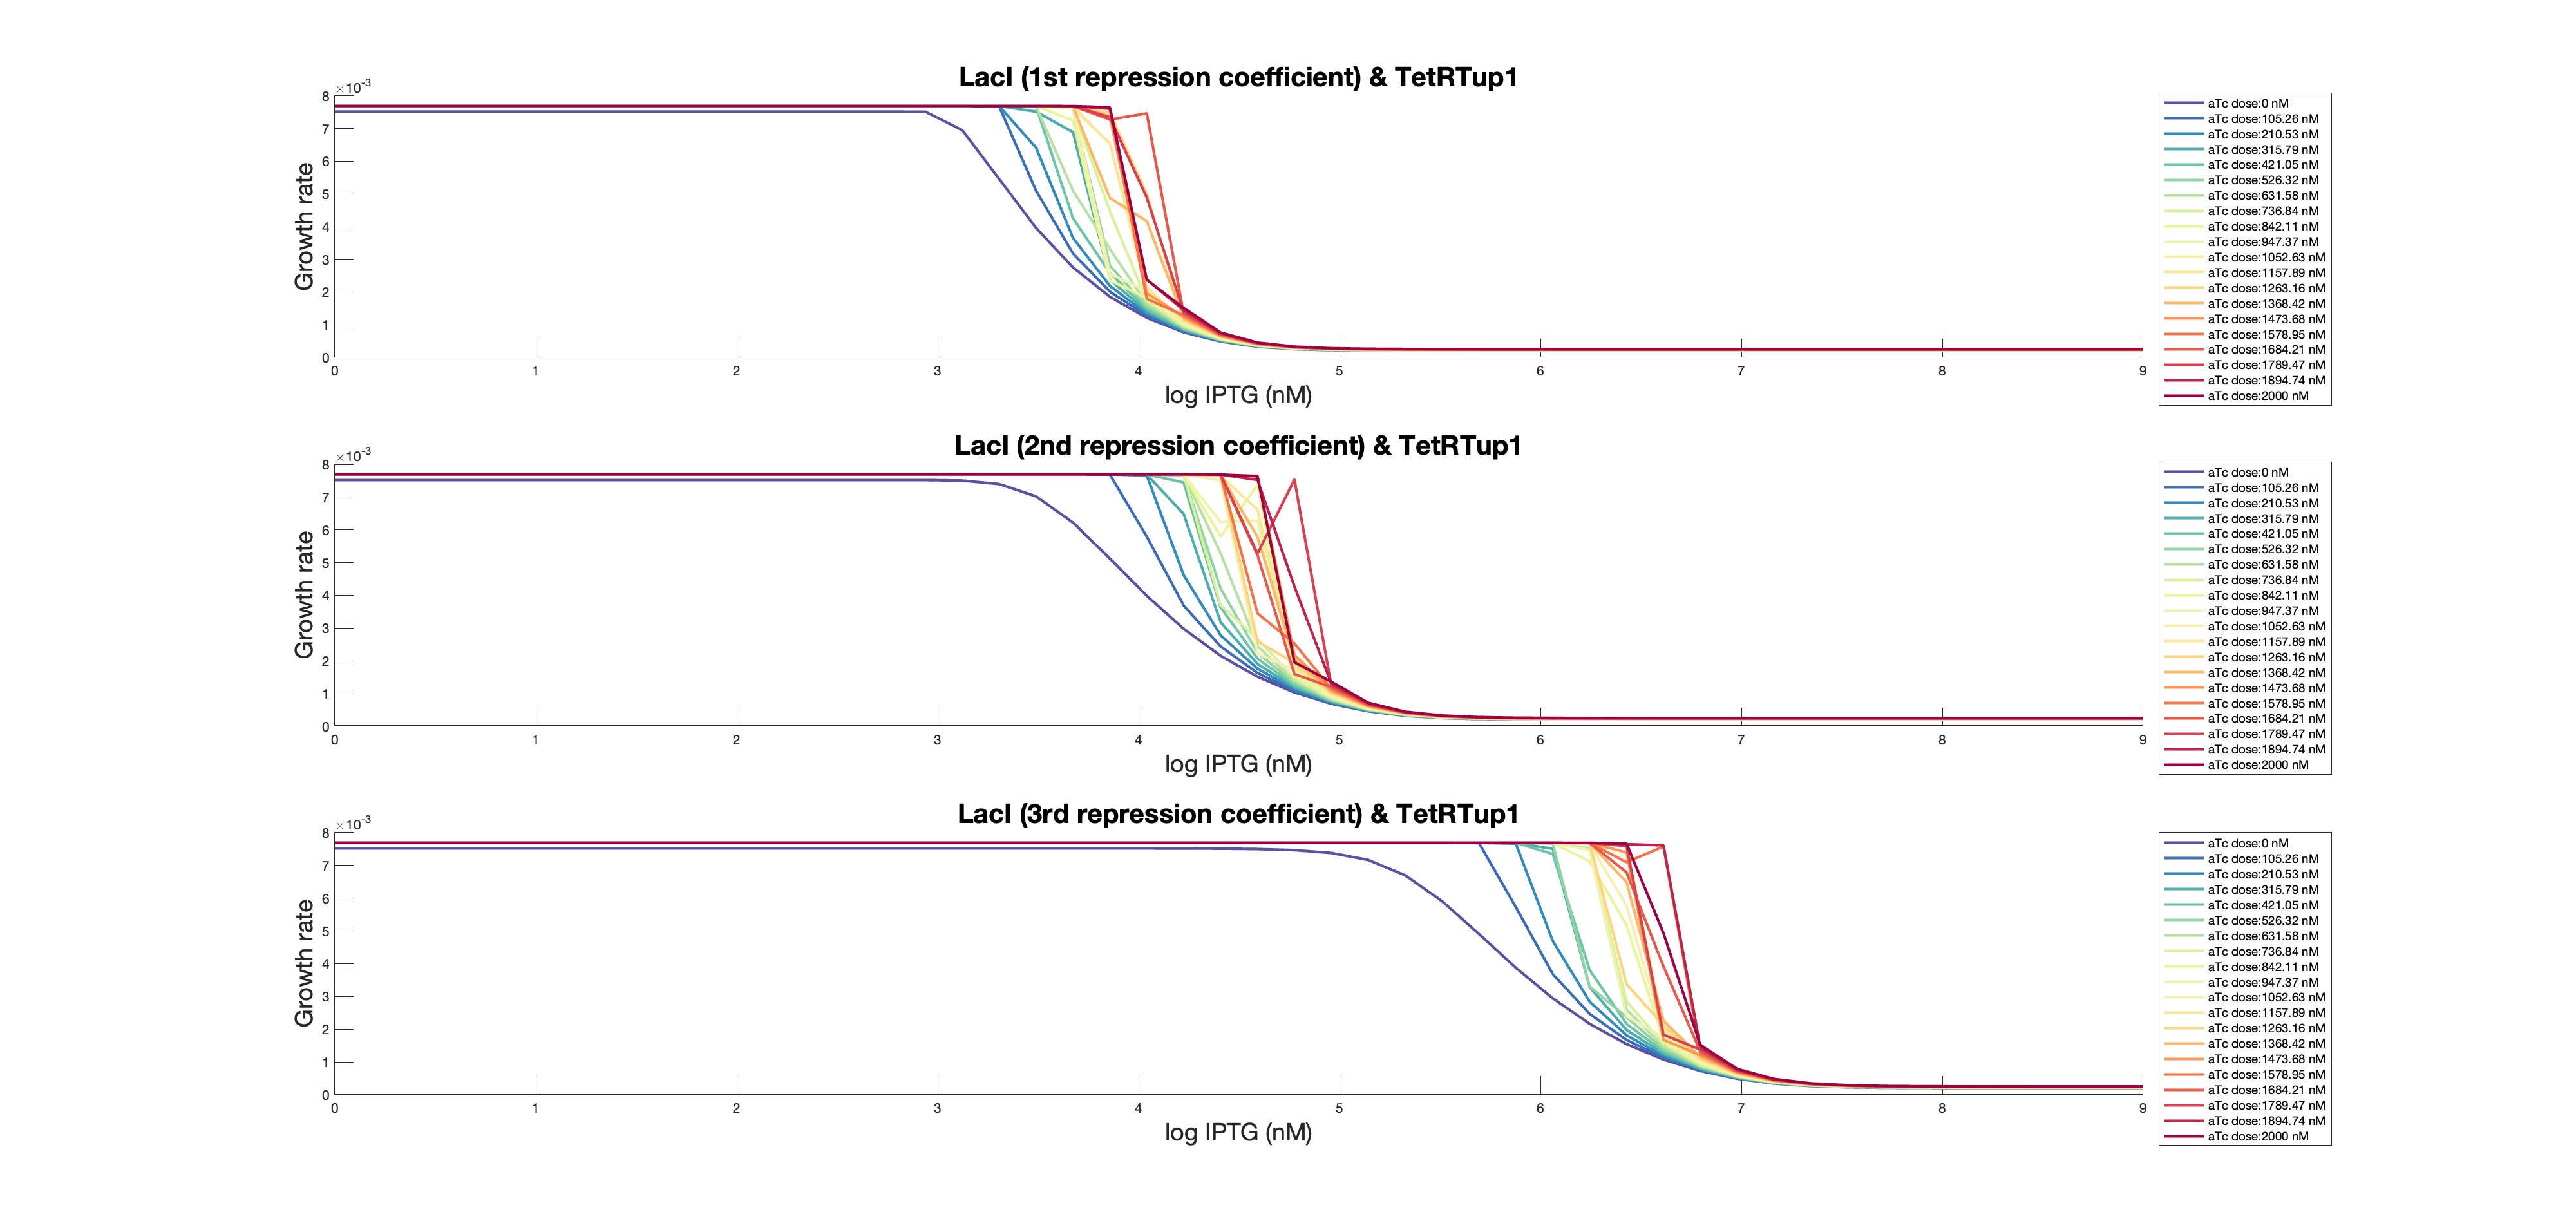 LacI (1st repression coefficient) & TetRTup1
×10-3
8
7
6
5
4
3
2
1
0
Growth rate
0 1 2 3 4 5 6 7 8 9
log IPTG (nM)
aTc dose:0 nM
aTc dose:105.26 nM
aTc dose:210.53 nM
aTc dose:315.79 nM
aTc dose:421.05 nM
aTc dose:526.32 nM
aTc dose:631.58 nM
aTc dose:736.84 nM
aTc dose:842.11 nM
aTc dose:947.37 nM
aTc dose:1052.63 nM
aTc dose:1157.89 nM
aTc dose:1263.16 nM
aTc dose:1368.42 nM
aTc dose:1473.68 nM
aTc dose:1578.95 nM
aTc dose:1684.21 nM
aTc dose:1789.47 nM
aTc dose:1894.74 nM
aTc dose:2000 nM
LacI (2nd repression coefficient) & TetRTup1
×10-3
8
7
6
5
4
3
2
1
0
Growth rate
0 1 2 3 4 5 6 7 8 9
log IPTG (nM)
aTc dose:0 nM
aTc dose:105.26 nM
aTc dose:210.53 nM
aTc dose:315.79 nM
aTc dose:421.05 nM
aTc dose:526.32 nM
aTc dose:631.58 nM
aTc dose:736.84 nM
aTc dose:842.11 nM
aTc dose:947.37 nM
aTc dose:1052.63 nM
aTc dose:1157.89 nM
aTc dose:1263.16 nM
aTc dose:1368.42 nM
aTc dose:1473.68 nM
aTc dose:1578.95 nM
aTc dose:1684.21 nM
aTc dose:1789.47 nM
aTc dose:1894.74 nM
aTc dose:2000 nM
LacI (3rd repression coefficient) & TetRTup1
×10-3
8
7
6
5
4
3
2
1
0
Growth rate
0 1 2 3 4 5 6 7 8 9
log IPTG (nM)
aTc dose:0 nM
aTc dose:105.26 nM
aTc dose:210.53 nM
aTc dose:315.79 nM
aTc dose:421.05 nM
aTc dose:526.32 nM
aTc dose:631.58 nM
aTc dose:736.84 nM
aTc dose:842.11 nM
aTc dose:947.37 nM
aTc dose:1052.63 nM
aTc dose:1157.89 nM
aTc dose:1263.16 nM
aTc dose:1368.42 nM
aTc dose:1473.68 nM
aTc dose:1578.95 nM
aTc dose:1684.21 nM
aTc dose:1789.47 nM
aTc dose:1894.74 nM
aTc dose:2000 nM